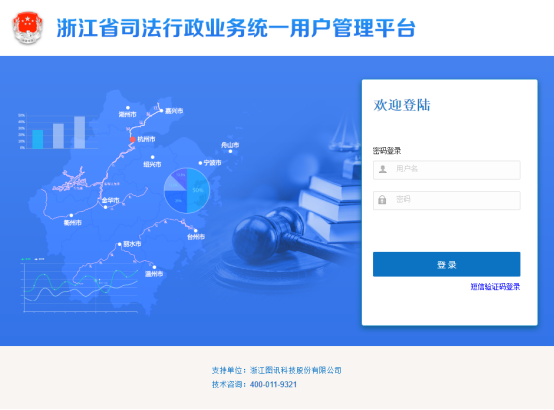 浙江省司法行政业务统一用户管理平台
欢迎登陆
密码登录
用户名
密码
登 录
短信验证码登录
湖州市
嘉兴市
杭州市
舟山市
绍兴市
宁波市
金华市
衢州市
台州市
丽水市
温州市
支持单位：浙江图讯科技股份有限公司
技术咨询：400-011-9321